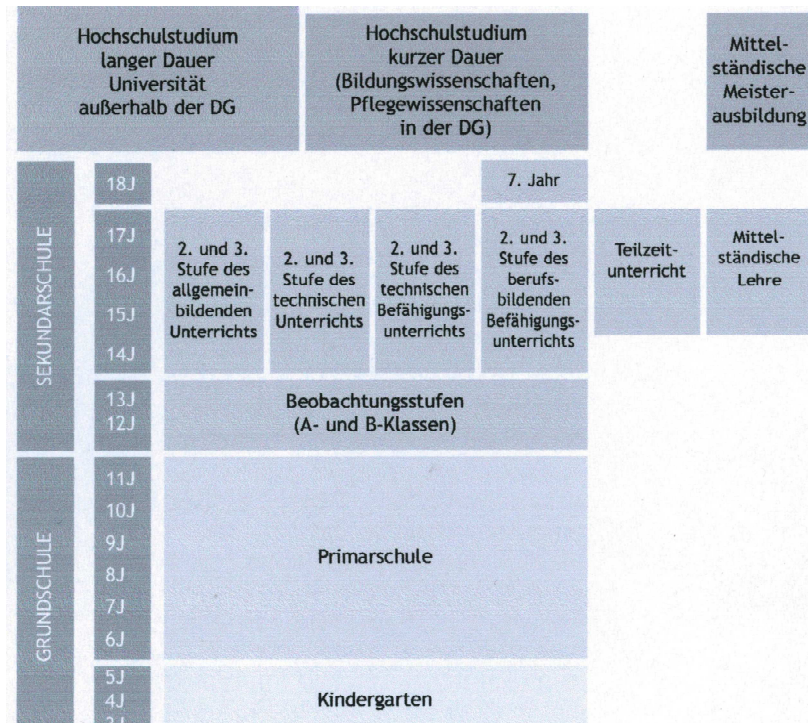 Hochschulstudium
langer Dauer
Universität
außerhalb der DG
Hochschulstudium
kurzer Dauer
(Bildungswissenschaften,
Pflegewissenschaften
in der DG)
Mittel-
ständische
Meister-
ausbildung
SEKUNDARSCHULE
18J
7. Jahr
17J
16J
15J
14J
2. und 3.
Stufe des
allgemein-
bildenden
Unterrichts
2. und 3.
Stufe des
technischen
Unterrichts
2. und 3.
Stufe des
technischen
Befähigungs-
unterrichts
2. und 3.
Stufe des
berufs-
bildenden
Befähigungs-
unterrichts
Teilzeit-
unterricht
Mittel-
ständische
Lehre
13J
12J
Beobachtungsstufen
(A- und B-Klassen)
GRUNDSCHULE
11J
10J
9J
8J
7J
6J
Primarschule
5J
4J
Kindergarten